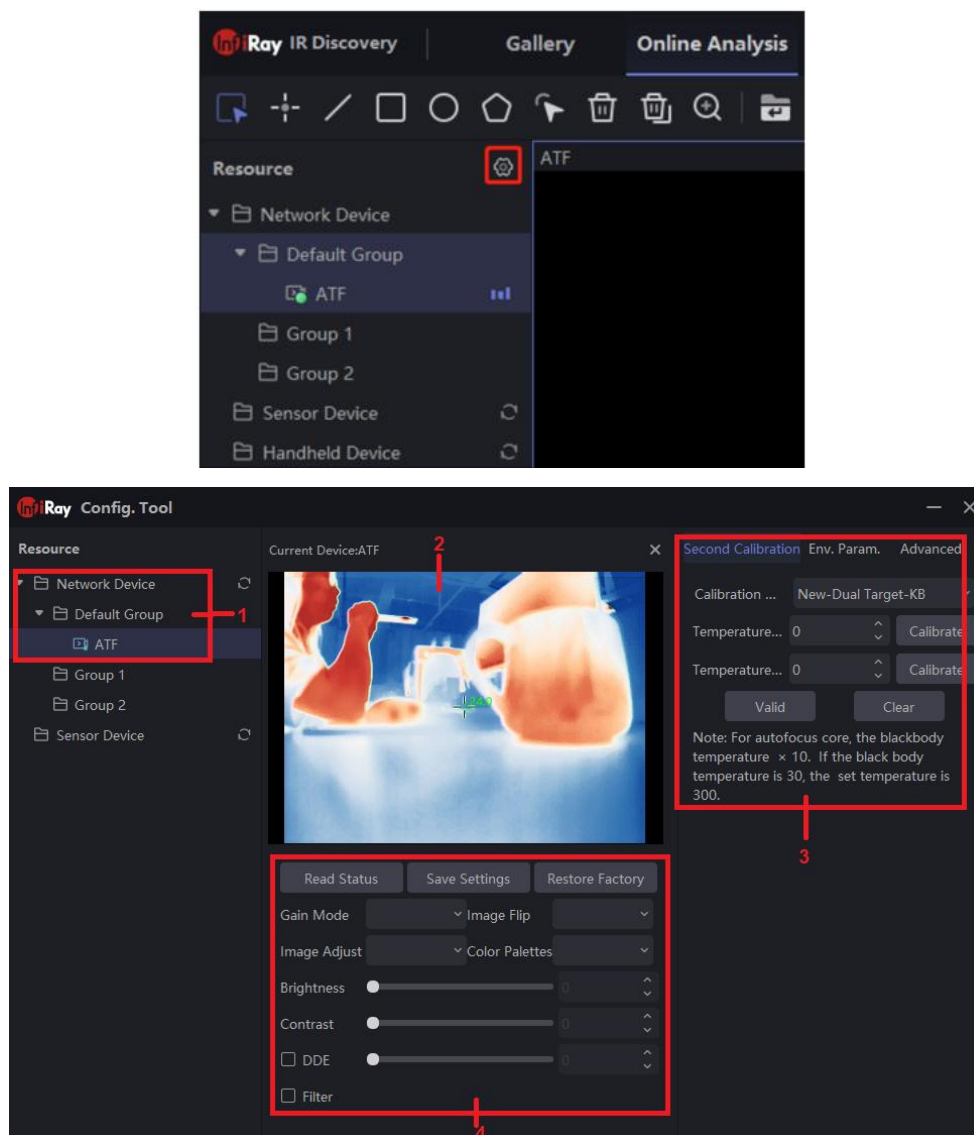 InfiRay IR Discovery Gallery Online Analysis
Resource ATF
Network Device
Default Group
ATF
Group 1
Group 2
Sensor Device
Handheld Device
InfiRay Config. Tool
Resource
Network Device
Default Group
ATF
Group 1
Group 2
Sensor Device
1
Current Device:ATF
2
24.0
Read Status Save Settings Restore Factory
Gain Mode Image Flip
Image Adjust Color Palettes
Brightness 0
Contrast 0
DDE 0
Filter
4
Second Calibration Env. Param. Advanced
Calibration ... New-Dual Target-KB
Temperature... 0 Calibrate
Temperature... 0 Calibrate
Valid Clear
Note: For autofocus core, the blackbody
temperature × 10. If the black body
temperature is 30, the set temperature is
300.
3